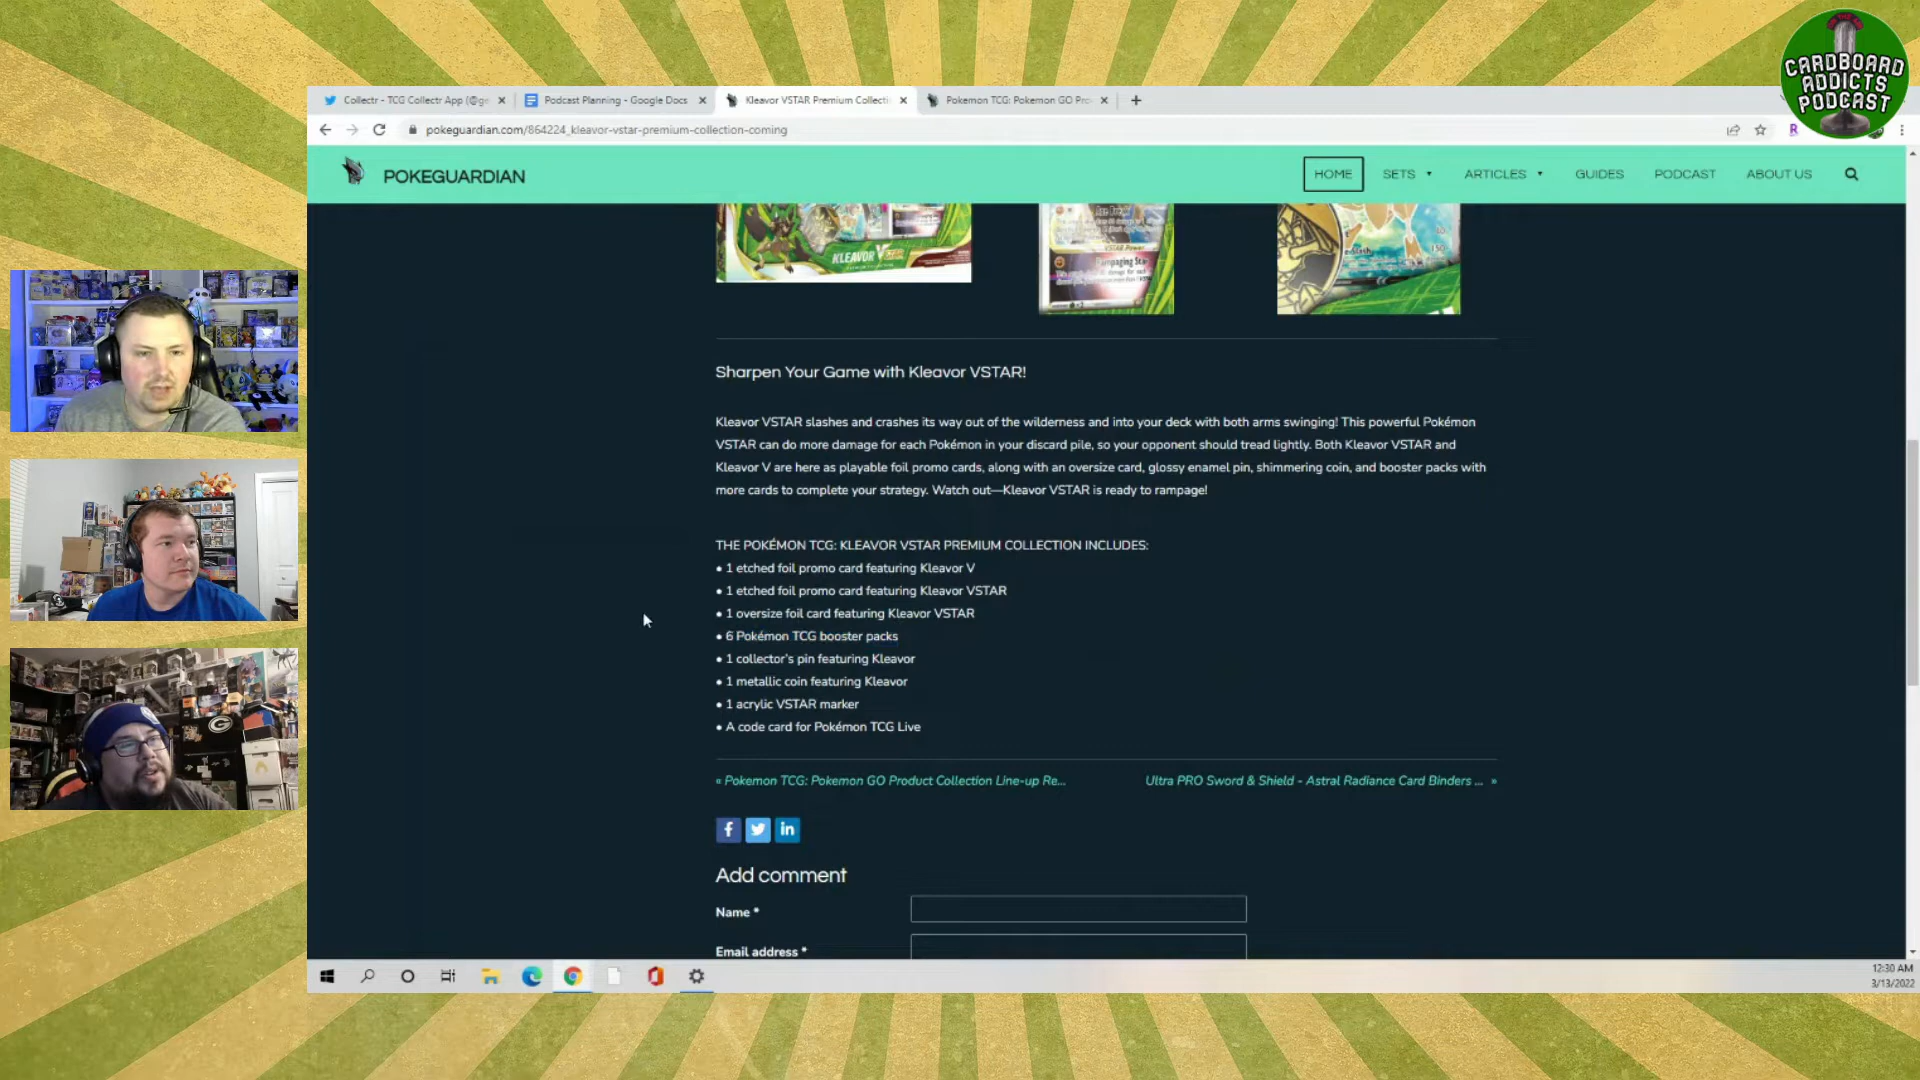 ON THE AIR
CARDBOARD
ADDICTS
PODCAST
Collectr - TCG Collectr App (@ge
Podcast Planning - Google Docs
Kleavor VSTAR Premium Collecti
Pokemon TCG: Pokemon GO Pro
pokeguardian.com/864224_kleavor-vstar-premium-collection-coming
POKEGUARDIAN
HOME
SETS
ARTICLES
GUIDES
PODCAST
ABOUT US
KLEAVOR
VSTAR Power
Rampaging Sta
150
Sharpen Your Game with Kleavor VSTAR!
Kleavor VSTAR slashes and crashes its way out of the wilderness and into your deck with both arms swinging! This powerful Pokémon
VSTAR can do more damage for each Pokémon in your discard pile, so your opponent should tread lightly. Both Kleavor VSTAR and
Kleavor V are here as playable foil promo cards, along with an oversize card, glossy enamel pin, shimmering coin, and booster packs with
more cards to complete your strategy. Watch out—Kleavor VSTAR is ready to rampage!
THE POKÉMON TCG: KLEAVOR VSTAR PREMIUM COLLECTION INCLUDES:
• 1 etched foil promo card featuring Kleavor V
• 1 etched foil promo card featuring Kleavor VSTAR
• 1 oversize foil card featuring Kleavor VSTAR
• 6 Pokémon TCG booster packs
• 1 collector's pin featuring Kleavor
• 1 metallic coin featuring Kleavor
• 1 acrylic VSTAR marker
• A code card for Pokémon TCG Live
« Pokemon TCG: Pokemon GO Product Collection Line-up Re...
Ultra PRO Sword & Shield - Astral Radiance Card Binders ... »
Add comment
Name *
Email address *
12:30 AM
3/13/2022